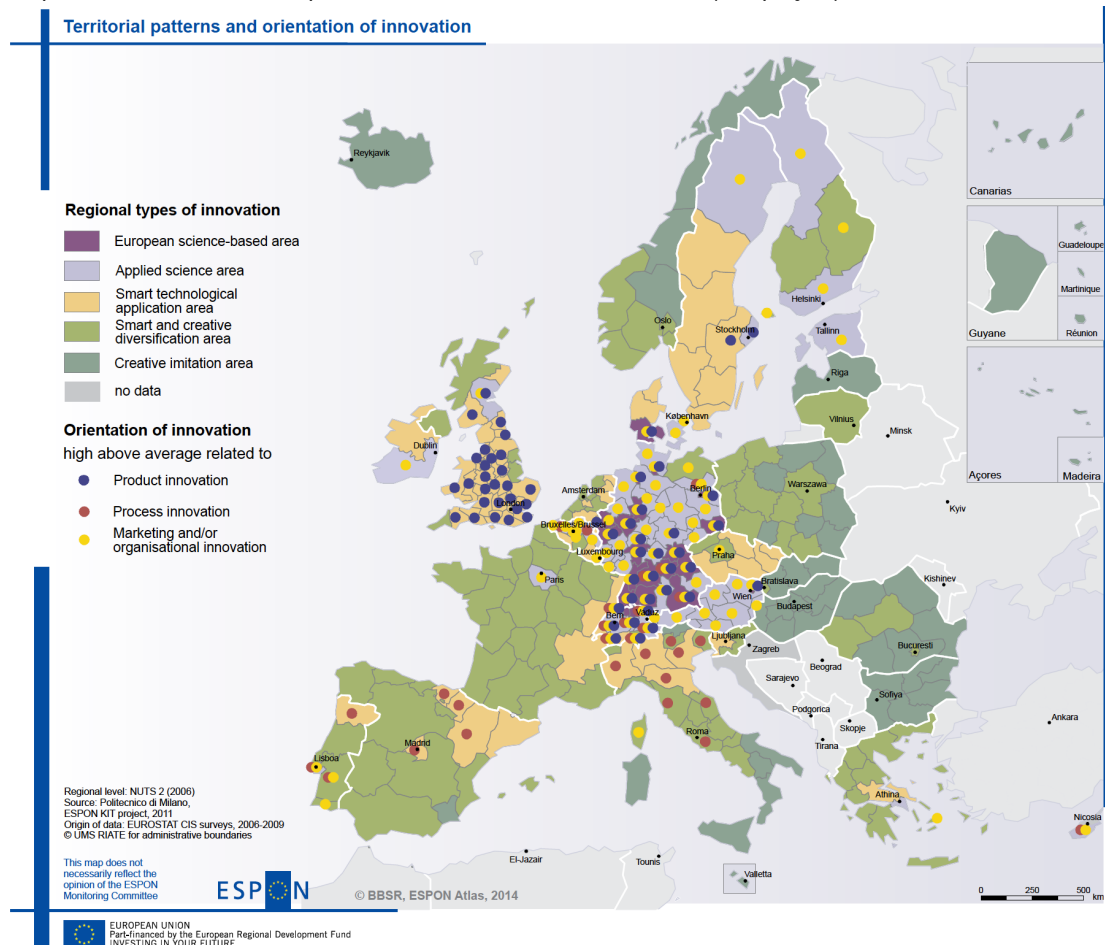 Territorial patterns and orientation of innovation
Regional types of innovation
European science-based area
Applied science area
Smart technological
application area
Smart and creative
diversification area
Creative imitation area
no data
Orientation of innovation
high above average related to
Product innovation
Process innovation
Marketing and/or
organisational innovation
Reykjavik
Canarias
Guadeloupe
Martinique
Guyane
Réunion
Açores
Madeira
Oslo
Helsinki
Stockholm
Tallinn
Riga
København
Vilnius
Minsk
Dublin
Berlin
Warszawa
Amsterdam
London
Kyiv
Bruxelles/Brussel
Luxembourg
Praha
Paris
Kishinev
Bratislava
Wien
Budapest
Bern
Vaduz
Ljubljana
Zagreb
Bucuresti
Beograd
Sarajevo
Sofiya
Podgorica
Skopje
Ankara
Madrid
Roma
Tirana
Lisboa
Athina
Nicosia
El-Jazair
Tounis
Valletta
Regional level: NUTS 2 (2006)
Source: Politecnico di Milano,
ESPON KIT project, 2011
Origin of data: EUROSTAT CIS surveys, 2006-2009
© UMS RIATE for administrative boundaries
This map does not
necessarily reflect the
opinion of the ESPON
Monitoring Committee
ESPON
© BBSR, ESPON Atlas, 2014
0 250 500
km
EUROPEAN UNION
Part-financed by the European Regional Development Fund
INVESTING IN YOUR FUTURE